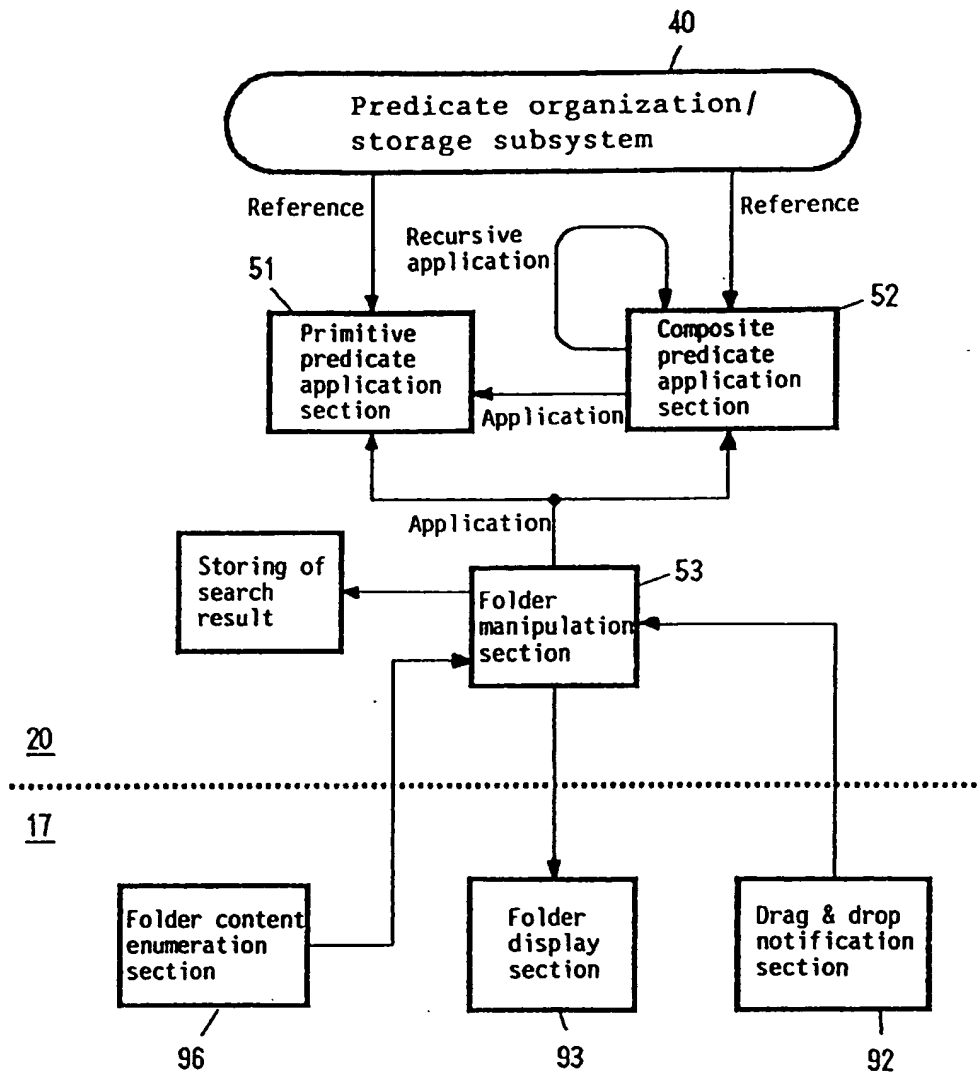 40
Predicate organization/
storage subsystem
Reference
Reference
Recursive
application
51
52
Primitive
predicate
application
section
Composite
predicate
application
section
Application
Application
Storing of
search
result
53
Folder
manipulation
section
20
17
Folder content
enumeration
section
Folder
display
section
Drag & drop
notification
section
96
93
92